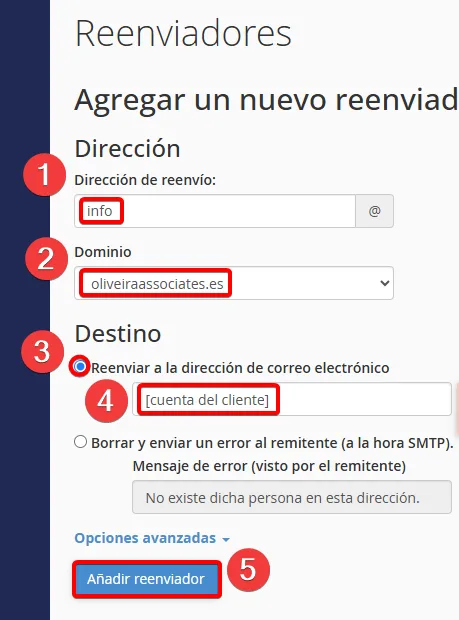 Reenviadores
Agregar un nuevo reenviad
Dirección
1
Dirección de reenvío:
info @
2
Dominio
oliveiraassociates.es
Destino
3
Reenviar a la dirección de correo electrónico
4
[cuenta del cliente]
Borrar y enviar un error al remitente (a la hora SMTP).
Mensaje de error (visto por el remitente)
No existe dicha persona en esta dirección.
Opciones avanzadas
Añadir reenviador
5